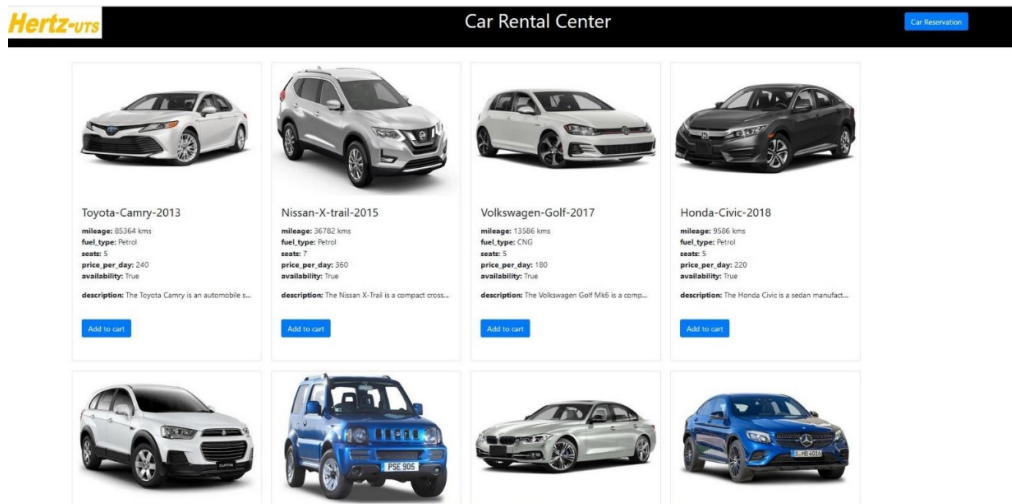 Hertz-UTS
Car Rental Center
Car Reservation
Toyota-Camry-2013
mileage: 85364 kms
fuel_type: Petrol
seats: 5
price_per_day: 240
availability: True
description: The Toyota Camry is an automobile s...
Add to cart
Nissan-X-trail-2015
mileage: 36782 kms
fuel_type: Petrol
seats: 7
price_per_day: 360
availability: True
description: The Nissan X-Trail is a compact cross...
Add to cart
Volkswagen-Golf-2017
mileage: 13586 kms
fuel_type: CNG
seats: 5
price_per_day: 180
availability: True
description: The Volkswagen Golf Mk6 is a comp...
Add to cart
Honda-Civic-2018
mileage: 9586 kms
fuel_type: Petrol
seats: 5
price_per_day: 220
availability: True
description: The Honda Civic is a sedan manufact...
Add to cart
PSE 905